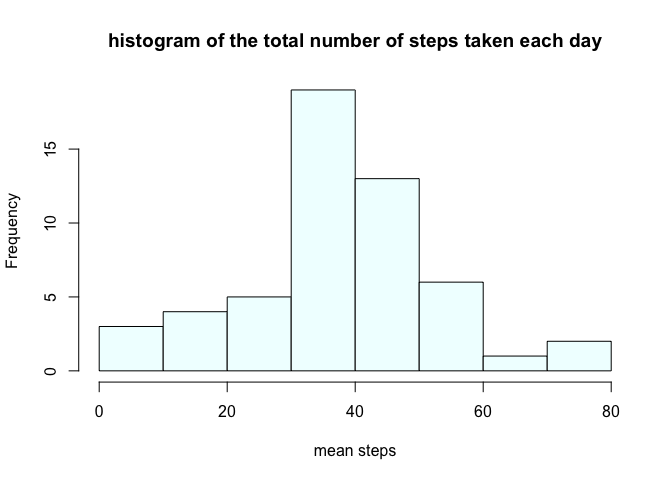 histogram of the total number of steps taken each day
Frequency
15
10
5
0
0 20 40 60 80
mean steps